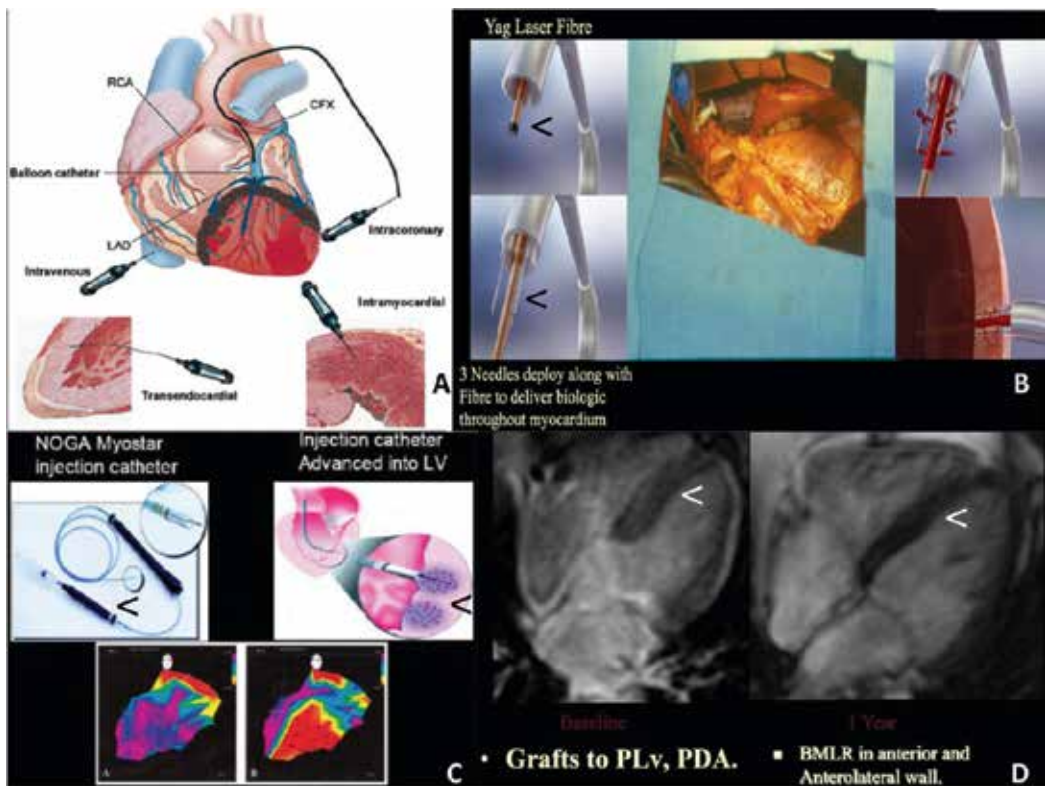 RCA
CFX
Balloon catheter
LAD
Intracoronary
Intravenous
Intramyocardial
Transendocardial
A
Yag Laser Fibre
<
<
3 Needles deploy along with
Fibre to deliver biologic
throughout myocardium
B
NOGA Myostar
injection catheter
Injection catheter
Advanced into LV
<
<
A
B
C
<
<
Baseline
1 Year
• Grafts to PLv, PDA.
■ BMLR in anterior and
Anterolateral wall.
D